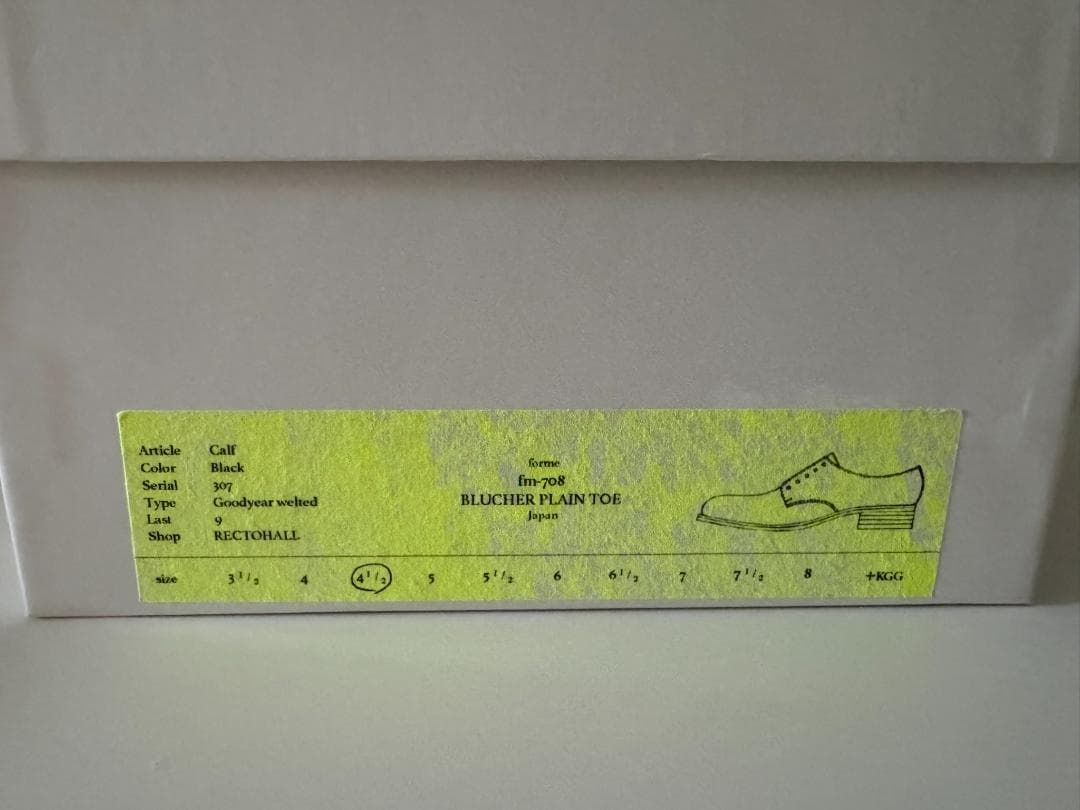 Article Calf
Color Black
Serial 307
Type Goodyear welted
Last 9
Shop RECTOHALL
forme
fm-708
BLUCHER PLAIN TOE
Japan
size 3 1/2 4 4 1/2 5 5 1/2 6 6 1/2 7 7 1/2 8 +KGG